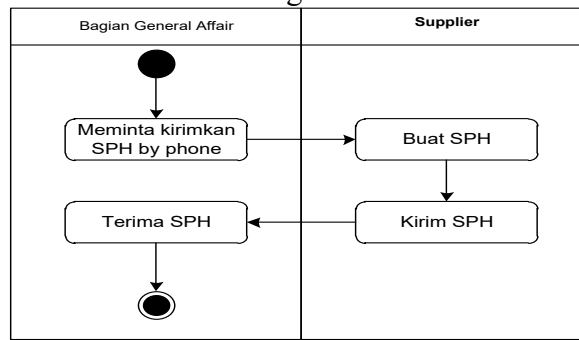 Bagian General Affair
Supplier
Meminta kirimkan
SPH by phone
Buat SPH
Terima SPH
Kirim SPH